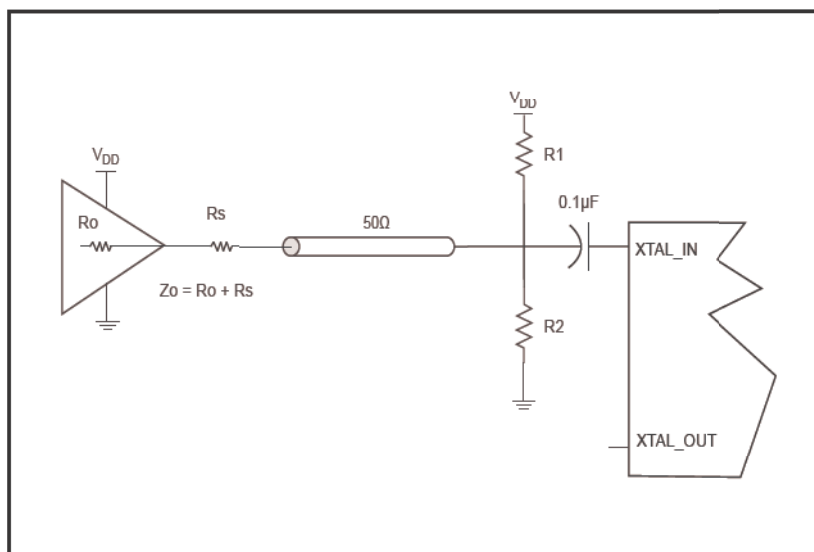 VDD
R1
VDD
0.1µF
Rs
50Ω
Ro
XTAL_IN
Zo = Ro + Rs
R2
XTAL_OUT